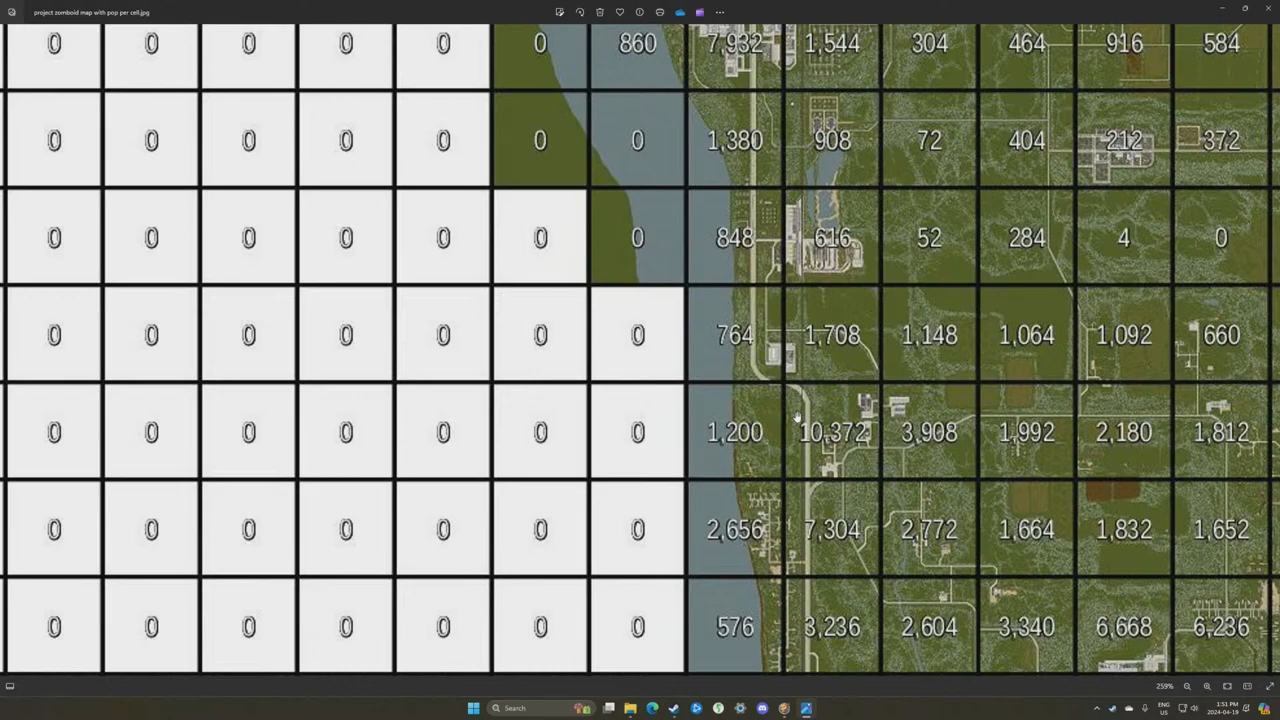 project zomboid map with pop per cell.jpg
0 0 0 0 0 0 860 7,932 1,544 304 464 916 584
0 0 0 0 0 0 0 1,380 908 72 404 212 372
0 0 0 0 0 0 0 848 616 52 284 4 0
0 0 0 0 0 0 0 764 1,708 1,148 1,064 1,092 660
0 0 0 0 0 0 0 1,200 10,372 3,908 1,992 2,180 1,812
0 0 0 0 0 0 0 2,656 7,304 2,772 1,664 1,832 1,652
0 0 0 0 0 0 0 576 3,236 2,604 3,340 6,668 6,236
259%
Search
ENG
US
1:51 PM
2024-04-19